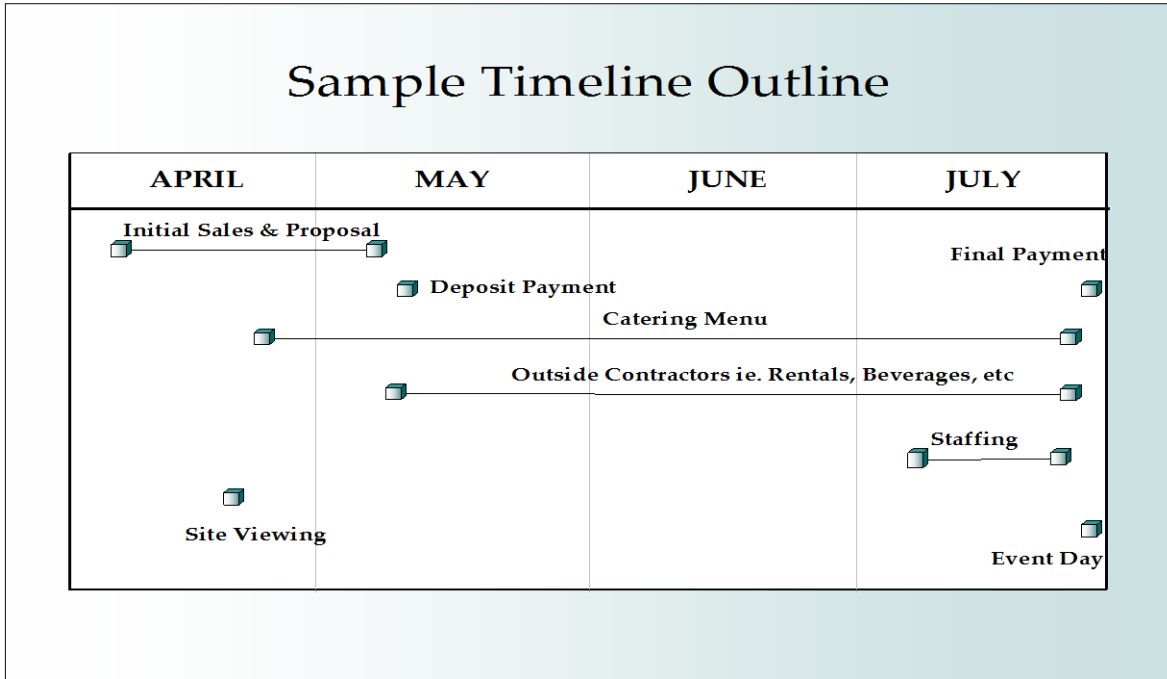 Sample Timeline Outline
APRIL MAY JUNE JULY
Initial Sales & Proposal
Final Payment
Deposit Payment
Catering Menu
Outside Contractors ie. Rentals, Beverages, etc
Staffing
Site Viewing
Event Day